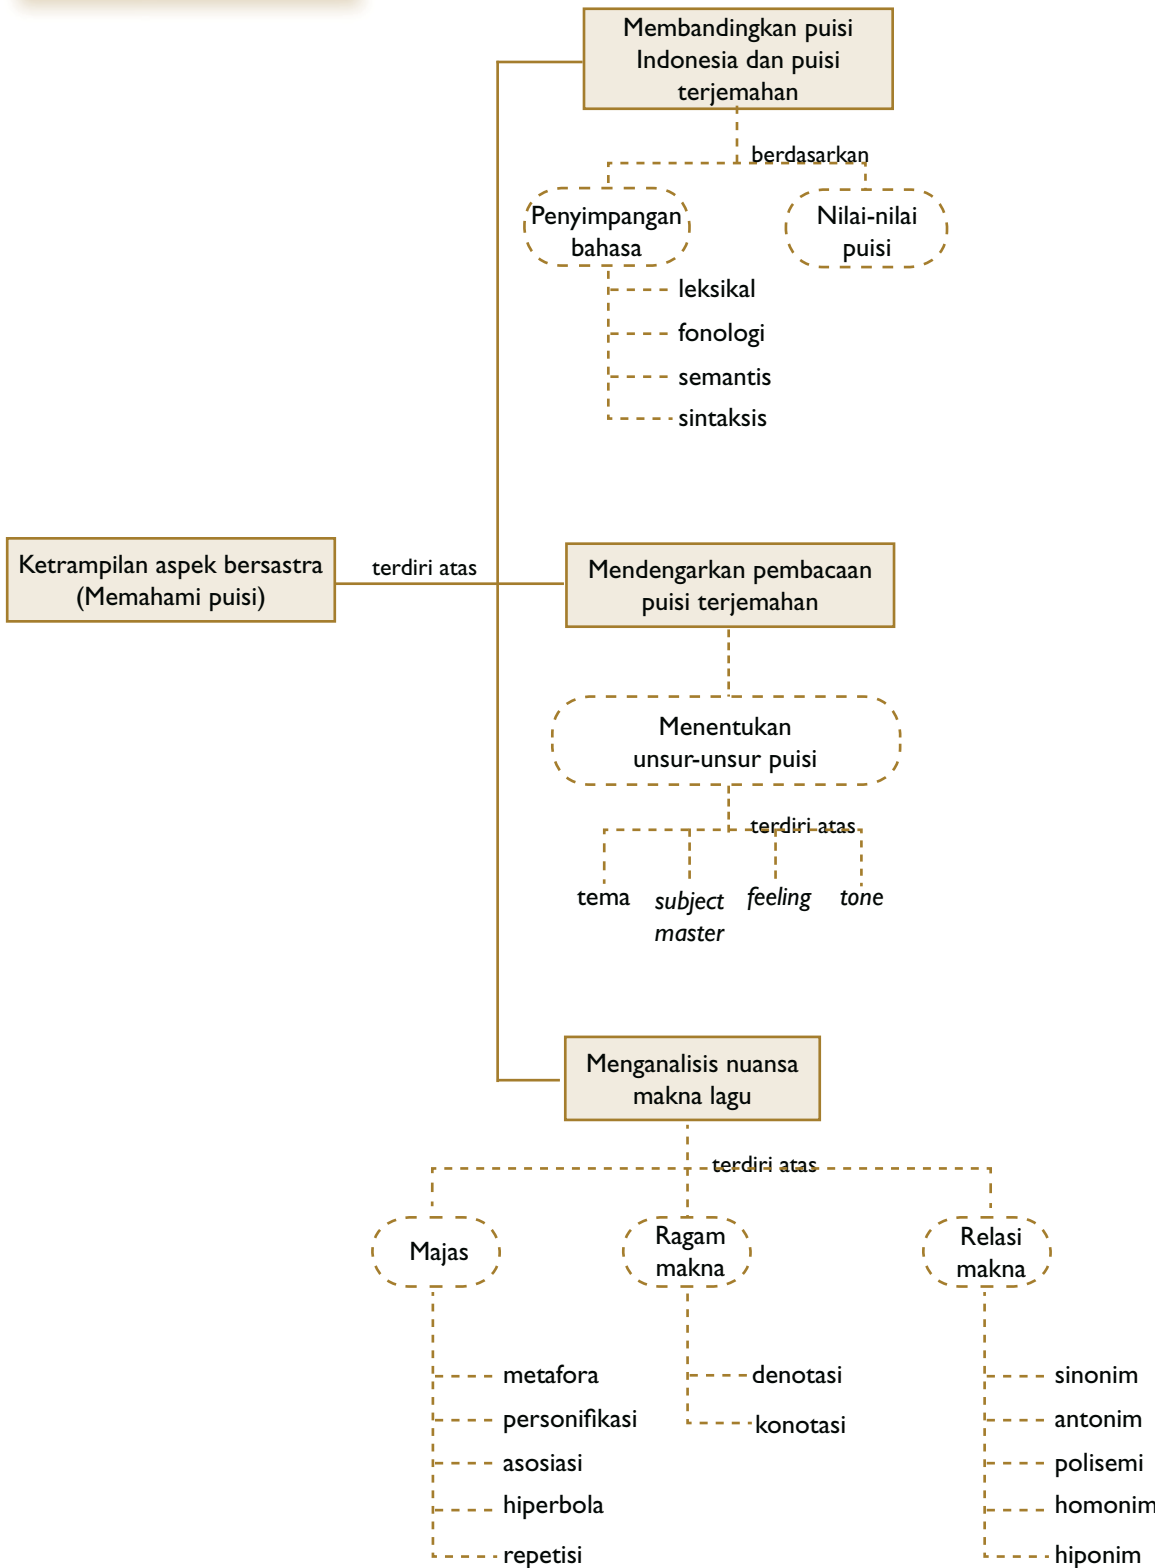 Membandingkan puisi
Indonesia dan puisi
terjemahan
berdasarkan
Penyimpangan
bahasa
Nilai-nilai
puisi
leksikal
fonologi
semantis
sintaksis
Ketrampilan aspek bersastra
(Memahami puisi)
terdiri atas
Mendengarkan pembacaan
puisi terjemahan
Menentukan
unsur-unsur puisi
terdiri atas
tema
subject
master
feeling
tone
Menganalisis nuansa
makna lagu
terdiri atas
Majas
Ragam
makna
Relasi
makna
metafora
personifikasi
asosiasi
hiperbola
repetisi
denotasi
konotasi
sinonim
antonim
polisemi
homonim
hiponim